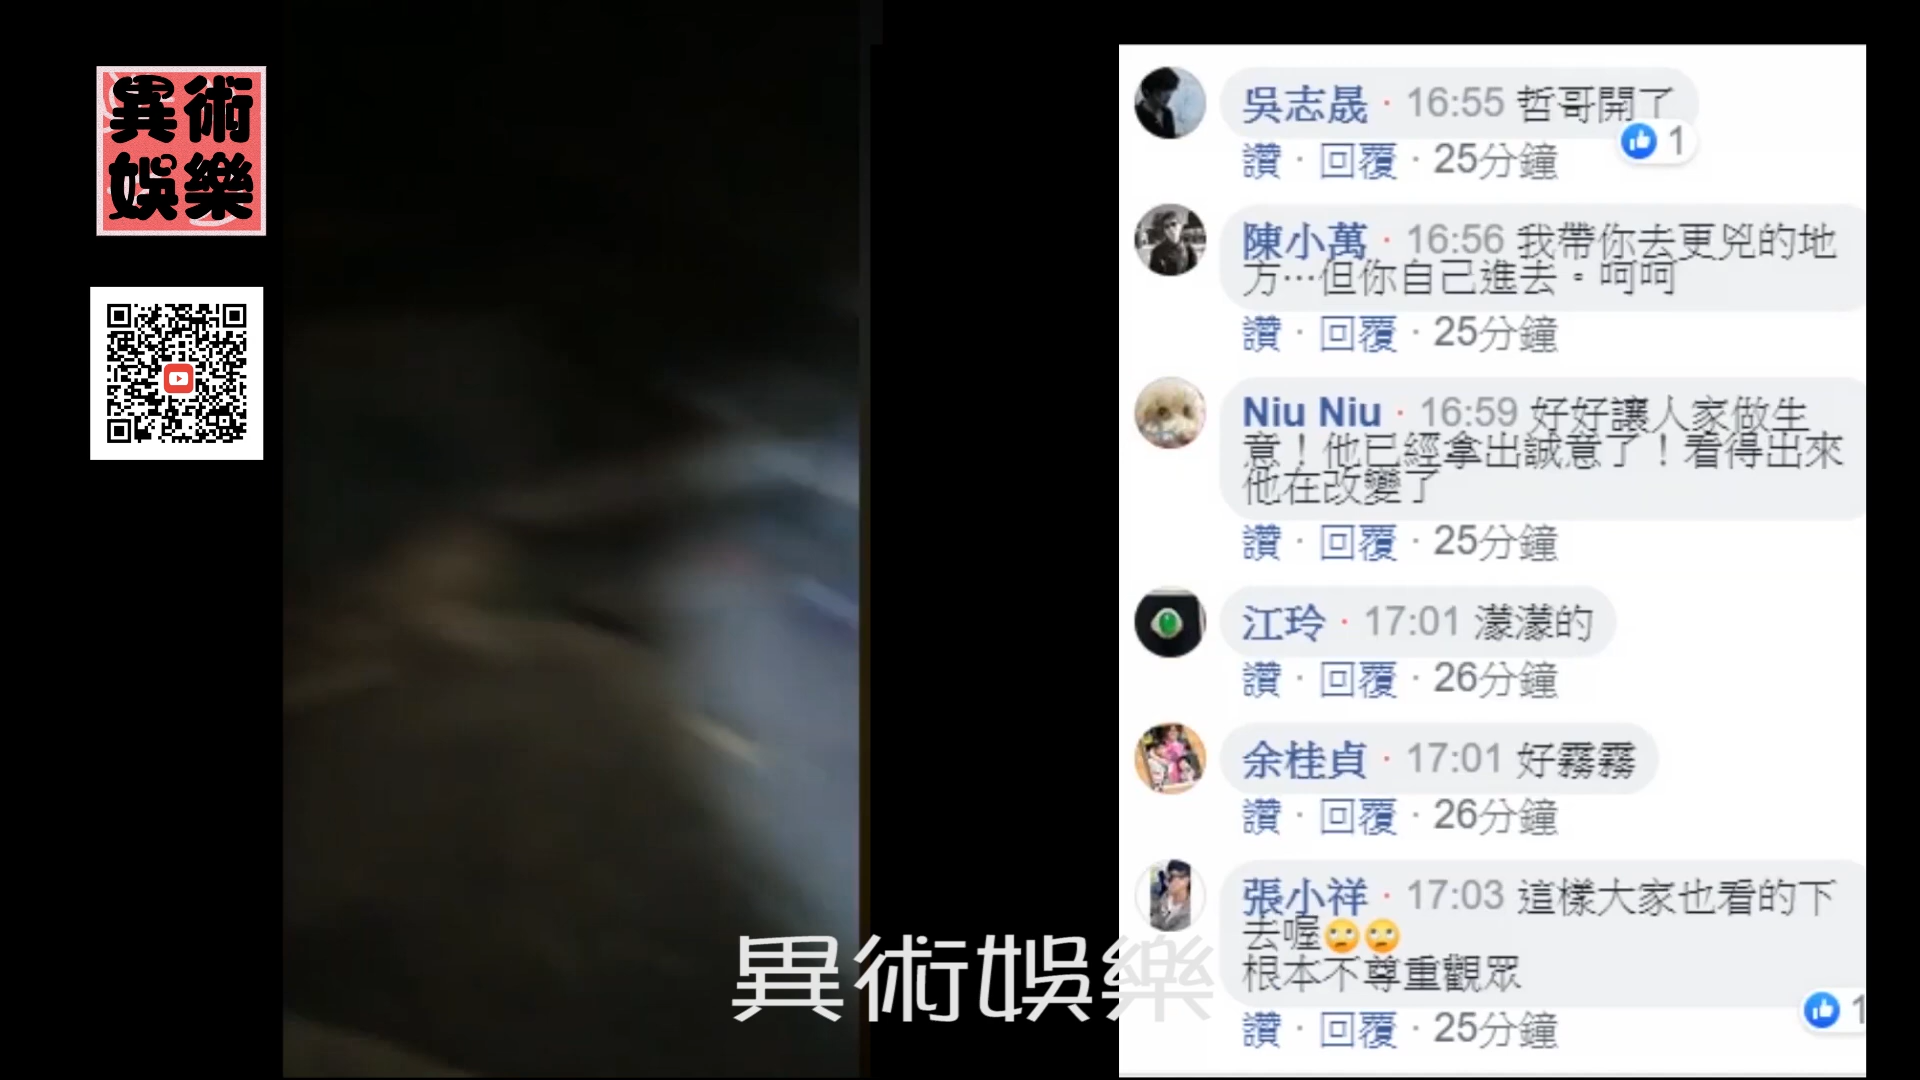 異術
娛樂
吳志晟 · 16:55 哲哥開了
1
讚 · 回覆 · 25分鐘
陳小萬 · 16:56 我帶你去更兇的地
方…但你自己進去。呵呵
讚 · 回覆 · 25分鐘
Niu Niu · 16:59 好好讓人家做生
意！他已經拿出誠意了！看得出來
他在改變了
讚 · 回覆 · 25分鐘
江玲 · 17:01 濛濛的
讚 · 回覆 · 26分鐘
余桂貞 · 17:01 好霧霧
讚 · 回覆 · 26分鐘
張小祥 · 17:03 這樣大家也看的下
去喔🙄🙄
根本不尊重觀眾
1
讚 · 回覆 · 25分鐘
異術娛樂